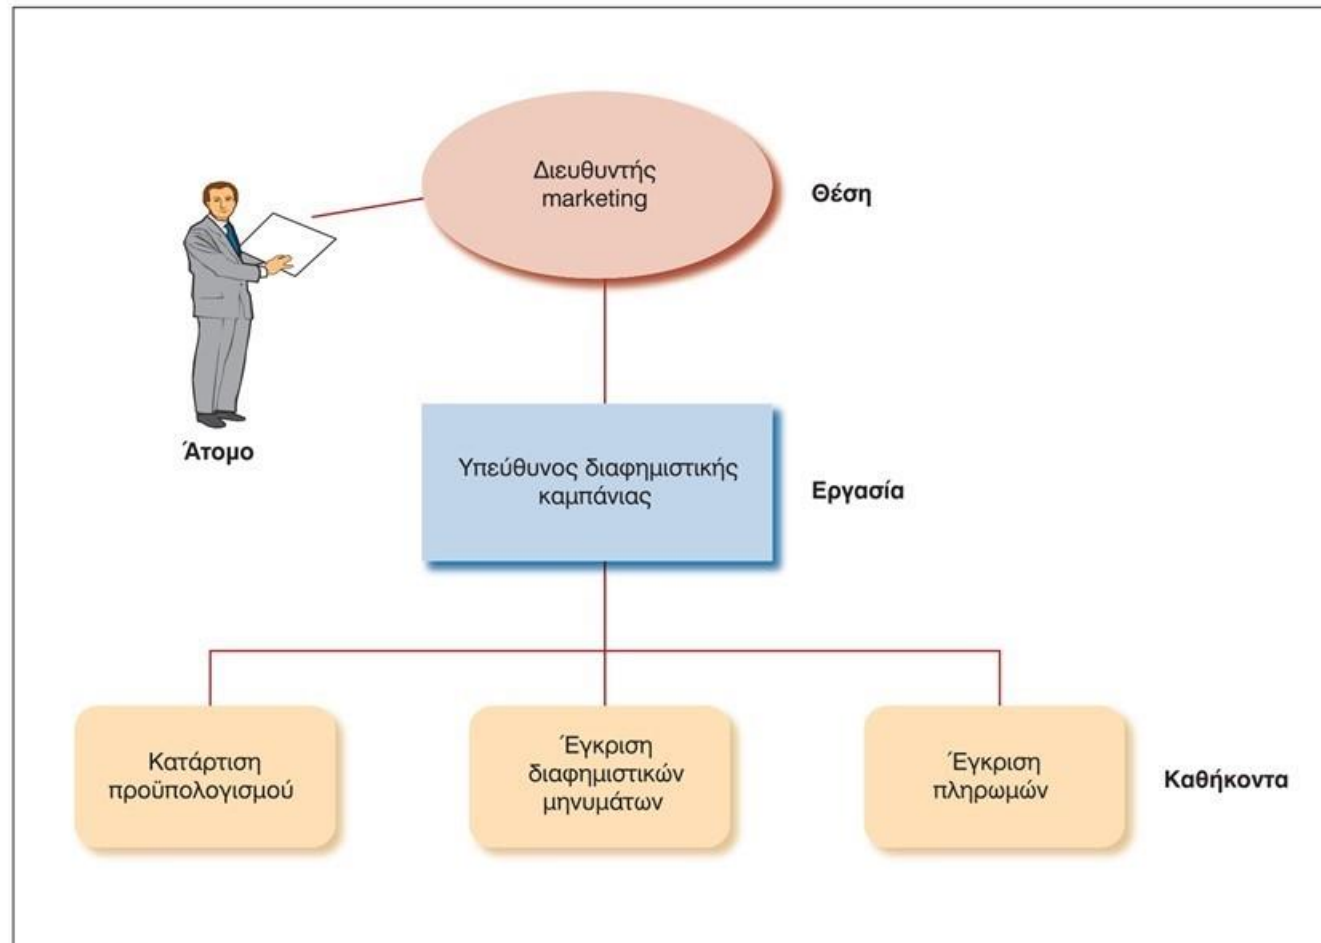 Διευθυντής
marketing
Θέση
Άτομο
Υπεύθυνος διαφημιστικής
καμπάνιας
Εργασία
Κατάρτιση
προϋπολογισμού
Έγκριση
διαφημιστικών
μηνυμάτων
Έγκριση
πληρωμών
Καθήκοντα